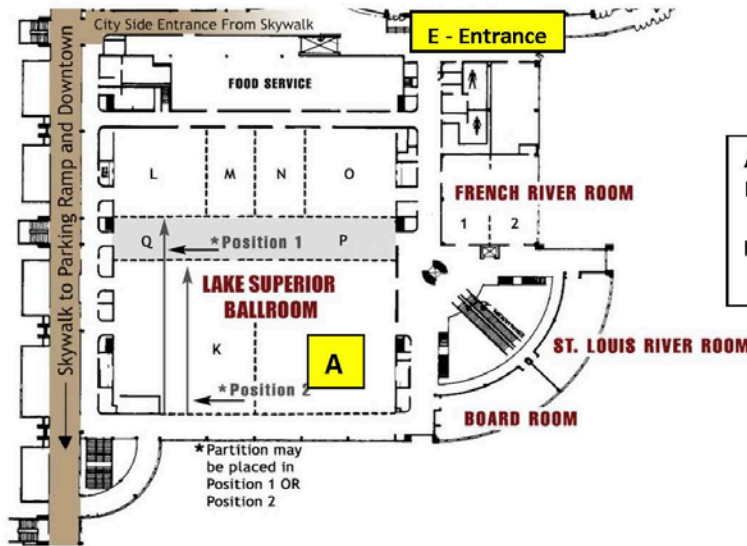 City Side Entrance From Skywalk
E - Entrance
Skywalk to Parking Ramp and Downtown
FOOD SERVICE
L
M
N
O
FRENCH RIVER ROOM
1
2
Q
*Position 1
P
LAKE SUPERIOR
BALLROOM
K
A
ST. LOUIS RIVER ROOM
*Position 2
BOARD ROOM
*Partition may
be placed in
Position 1 OR
Position 2